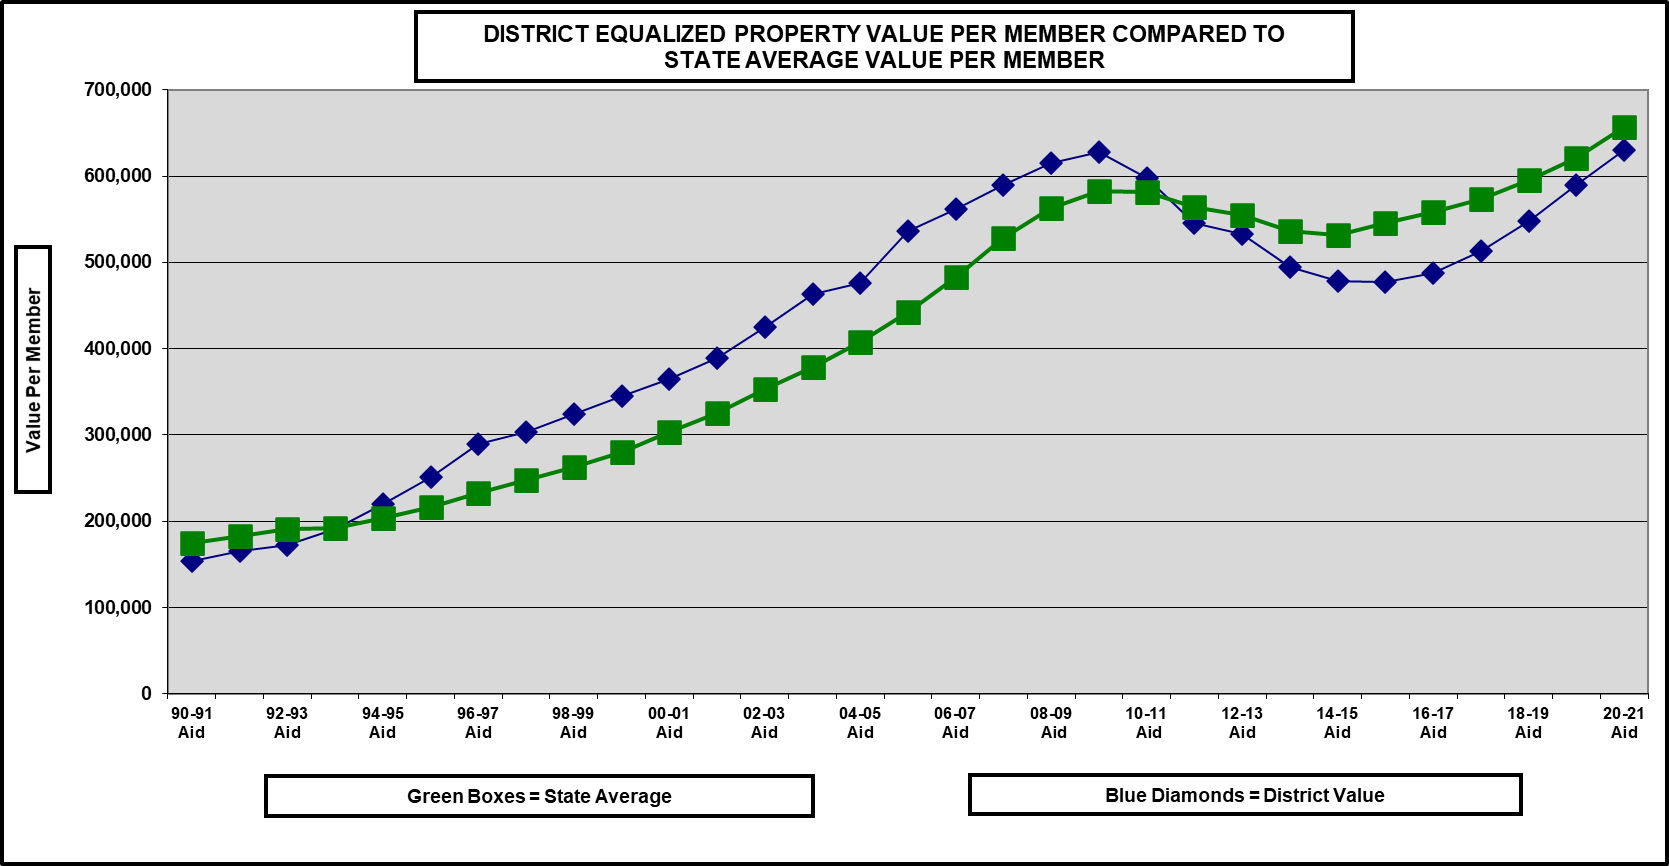 DISTRICT EQUALIZED PROPERTY VALUE PER MEMBER COMPARED TO
STATE AVERAGE VALUE PER MEMBER
700,000
600,000
500,000
400,000
300,000
200,000
100,000
0
Value Per Member
90-91 Aid
92-93 Aid
94-95 Aid
96-97 Aid
98-99 Aid
00-01 Aid
02-03 Aid
04-05 Aid
06-07 Aid
08-09 Aid
10-11 Aid
12-13 Aid
14-15 Aid
16-17 Aid
18-19 Aid
20-21 Aid
Green Boxes = State Average
Blue Diamonds = District Value